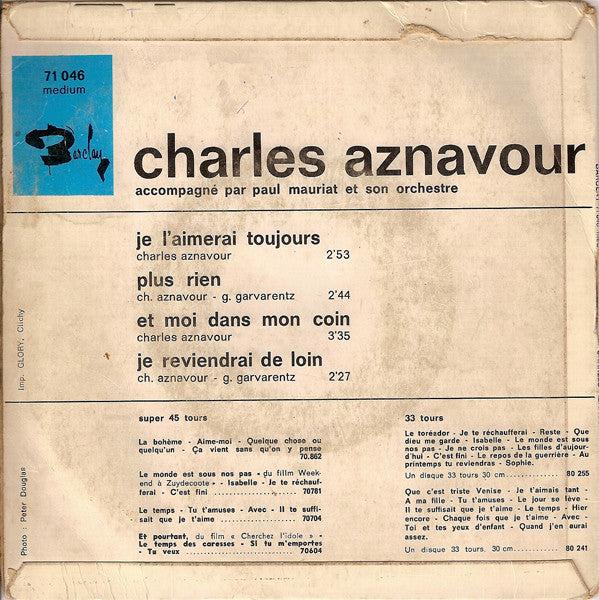 71 046
medium
Barclay
charles aznavour
accompagné par paul mauriat et son orchestre
je l'aimerai toujours
charles aznavour 2'53
plus rien
ch. aznavour - g. garvarentz 2'44
et moi dans mon coin
charles aznavour 3'35
je reviendrai de loin
ch. aznavour - g. garvarentz 2'27
super 45 tours
La bohème - Aime-moi - Quelque chose ou
quelqu'un - Ça vient sans qu'on y pense
70.862
Le monde est sous nos pas - du fillm Week-
end à Zuydecoote » - Isabelle - Je te réchauf-
ferai - C'est fini 70781
Le temps - Tu t'amuses - Avec - Il te suffi-
sait que je t'aime 70704
Et pourtant, du film « Cherchez l'idole » -
Le temps des caresses - Si tu m'emportes
- Tu veux 70604
33 tours
Le torézdor - Je te réchaufferai - Reste - Que
dieu me garde - Isabelle - Le monde est sous
nos pas - Je ne crois pas - Les filles d'aujour-
d'hui - C'est fini - Le repos de la guerrière - Au
printemps tu reviendras - Sophie.
Un disque 33 tours 30 cm 80 255
Que c'est triste Venise - Je t'aimais tant -
A ma fille - Tu t'amuses - Le jour se lève -
Il te suffisait que je t'aime - Le temps - Hier
encore - Chaque fois que je t'aime - Avec -
Toi et tes yeux d'enfant - Quand j'en aurai
assez.
Un disque 33 tours, 30 cm 80 241
Imp. GLORY, Clichy
Photo : Peter Douglas